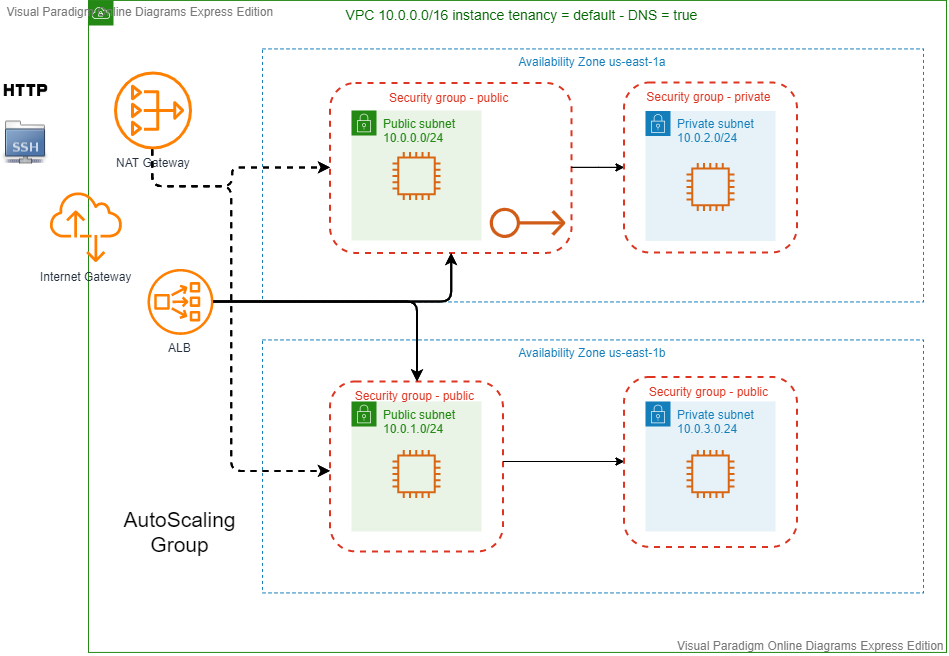 Visual Paradigm Online Diagrams Express Edition
VPC 10.0.0.0/16 instance tenancy = default - DNS = true
Availability Zone us-east-1a
HTTP
SSH
NAT Gateway
Security group - public
Public subnet
10.0.0.0/24
Security group - private
Private subnet
10.0.2.0/24
Internet Gateway
ALB
Availability Zone us-east-1b
Security group - public
Public subnet
10.0.1.0/24
Security group - public
Private subnet
10.0.3.0.24
AutoScaling
Group
Visual Paradigm Online Diagrams Express Edition